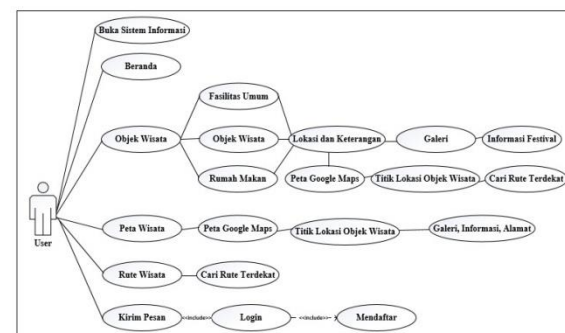 Buka Sistem Informasi
Beranda
Fasilitas Umum
Objek Wisata
Objek Wisata
Lokasi dan Keterangan
Galeri
Informasi Festival
Rumah Makan
Peta Google Maps
Titik Lokasi Objek Wisata
Cari Rute Terdekat
User
Peta Wisata
Peta Google Maps
Titik Lokasi Objek Wisata
Galeri, Informasi, Alamat
Rute Wisata
Cari Rute Terdekat
Kirim Pesan
<<include>>
Login
<<include>>
Mendaftar